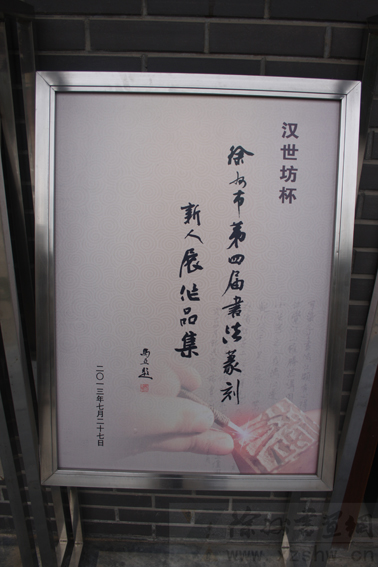 汉世坊杯
徐州市第四届书法篆刻
新人展作品集
二〇一三年七月二十七日